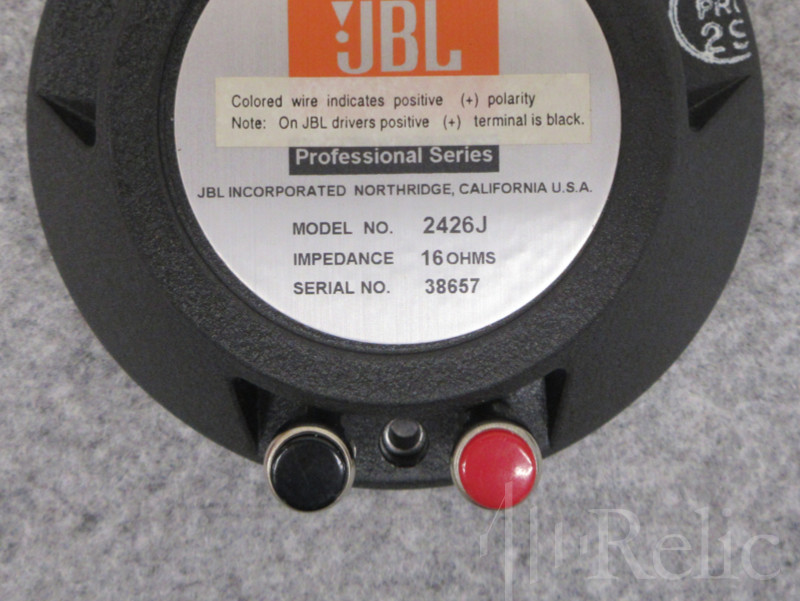 JBL
Colored wire indicates positive (+) polarity
Note: On JBL drivers positive (+) terminal is black.
Professional Series
JBL INCORPORATED NORTHRIDGE, CALIFORNIA U.S.A.
MODEL NO. 2426J
IMPEDANCE 16 OHMS
SERIAL NO. 38657
Relic